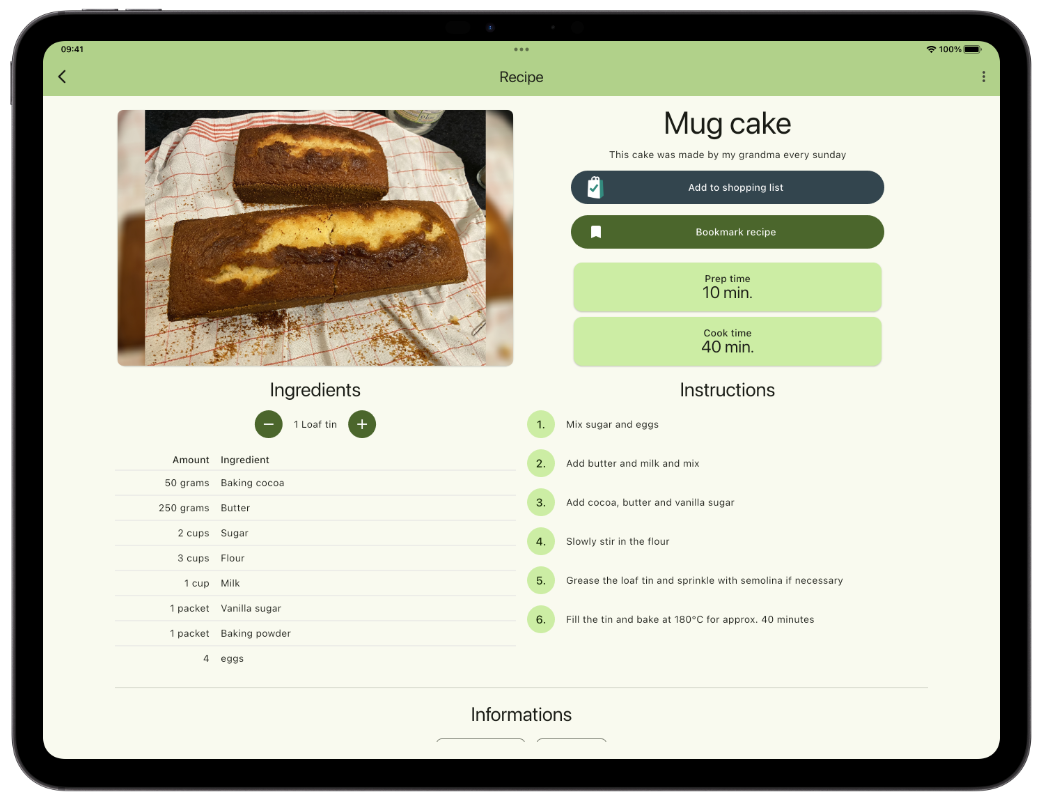 09:41
100%
Recipe
Mug cake
This cake was made by my grandma every sunday
Add to shopping list
Bookmark recipe
Prep time
10 min.
Cook time
40 min.
Ingredients
1 Loaf tin
Amount Ingredient
50 grams Baking cocoa
250 grams Butter
2 cups Sugar
3 cups Flour
1 cup Milk
1 packet Vanilla sugar
1 packet Baking powder
4 eggs
Instructions
1. Mix sugar and eggs
2. Add butter and milk and mix
3. Add cocoa, butter and vanilla sugar
4. Slowly stir in the flour
5. Grease the loaf tin and sprinkle with semolina if necessary
6. Fill the tin and bake at 180°C for approx. 40 minutes
Informations